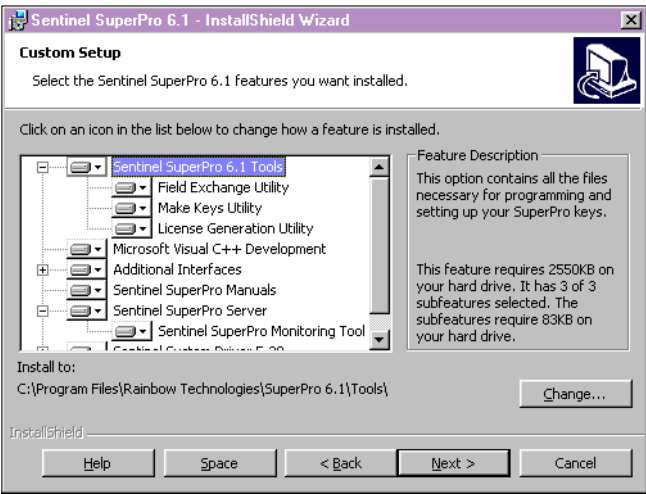 Sentinel SuperPro 6.1 - InstallShield Wizard
Custom Setup
Select the Sentinel SuperPro 6.1 features you want installed.
Click on an icon in the list below to change how a feature is installed.
Sentinel SuperPro 6.1 Tools
Field Exchange Utility
Make Keys Utility
License Generation Utility
Microsoft Visual C++ Development
Additional Interfaces
Sentinel SuperPro Manuals
Sentinel SuperPro Server
Sentinel SuperPro Monitoring Tool
Sentinel System Driver
Feature Description
This option contains all the files
necessary for programming and
setting up your SuperPro keys.
This feature requires 2550KB on
your hard drive. It has 3 of 3
subfeatures selected. The
subfeatures require 83KB on
your hard drive.
Install to:
C:\Program Files\Rainbow Technologies\SuperPro 6.1\Tools\
Change...
InstallShield
Help
Space
< Back
Next >
Cancel